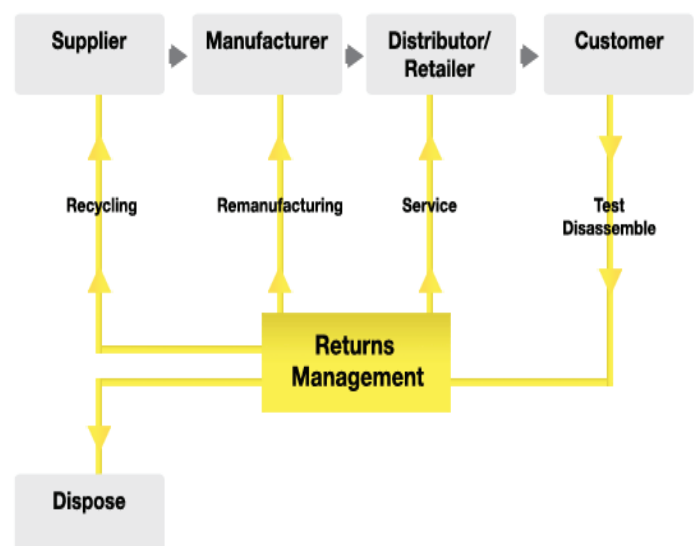 Supplier
Manufacturer
Distributor/
Retailer
Customer
Recycling
Remanufacturing
Service
Test
Disassemble
Returns
Management
Dispose